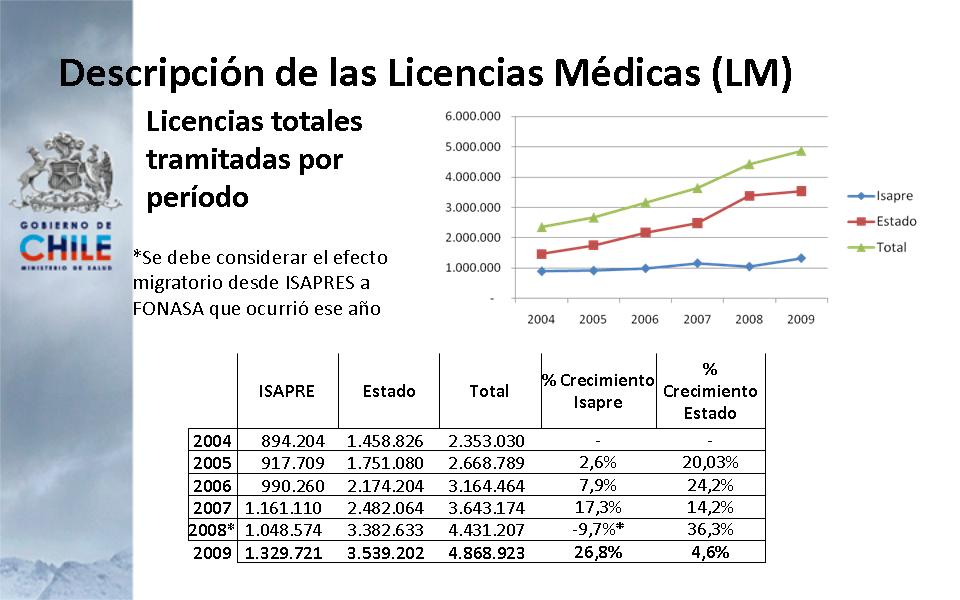 Descripción de las Licencias Médicas (LM)
Licencias totales
tramitadas por
período
GOBIERNO DE
CHILE
MINISTERIO DE SALUD
*Se debe considerar el efecto
migratorio desde ISAPRES a
FONASA que ocurrió ese año
6.000.000
5.000.000
4.000.000
3.000.000
2.000.000
1.000.000
-
2004 2005 2006 2007 2008 2009
Isapre
Estado
Total
ISAPRE Estado Total % Crecimiento Isapre % Crecimiento Estado
2004 894.204 1.458.826 2.353.030 - -
2005 917.709 1.751.080 2.668.789 2,6% 20,03%
2006 990.260 2.174.204 3.164.464 7,9% 24,2%
2007 1.161.110 2.482.064 3.643.174 17,3% 14,2%
2008* 1.048.574 3.382.633 4.431.207 -9,7%* 36,3%
2009 1.329.721 3.539.202 4.868.923 26,8% 4,6%